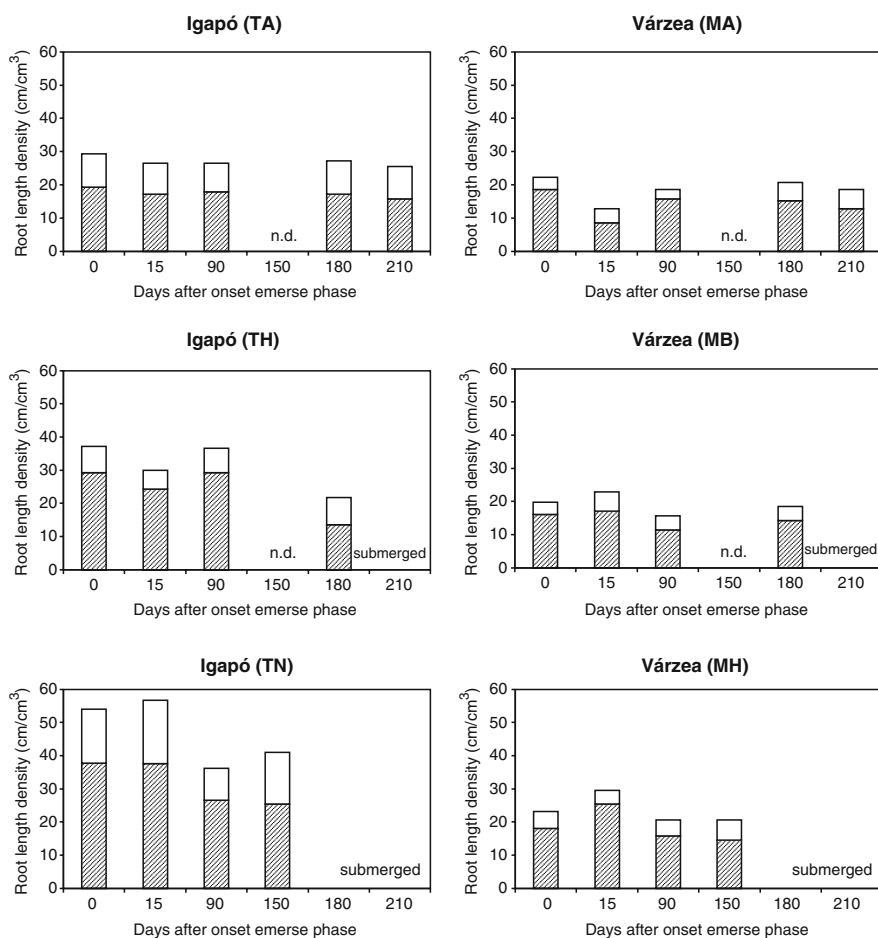 Igapó (TA)
Root length density (cm/cm³)
60
50
40
30
20
10
0
n.d.
0 15 90 150 180 210
Days after onset emerse phase
Várzea (MA)
Root length density (cm/cm³)
60
50
40
30
20
10
0
n.d.
0 15 90 150 180 210
Days after onset emerse phase
Igapó (TH)
Root length density (cm/cm³)
60
50
40
30
20
10
0
n.d.
submerged
0 15 90 150 180 210
Days after onset emerse phase
Várzea (MB)
Root length density (cm/cm³)
60
50
40
30
20
10
0
n.d.
submerged
0 15 90 150 180 210
Days after onset emerse phase
Igapó (TN)
Root length density (cm/cm³)
60
50
40
30
20
10
0
submerged
0 15 90 150 180 210
Days after onset emerse phase
Várzea (MH)
Root length density (cm/cm³)
60
50
40
30
20
10
0
submerged
0 15 90 150 180 210
Days after onset emerse phase